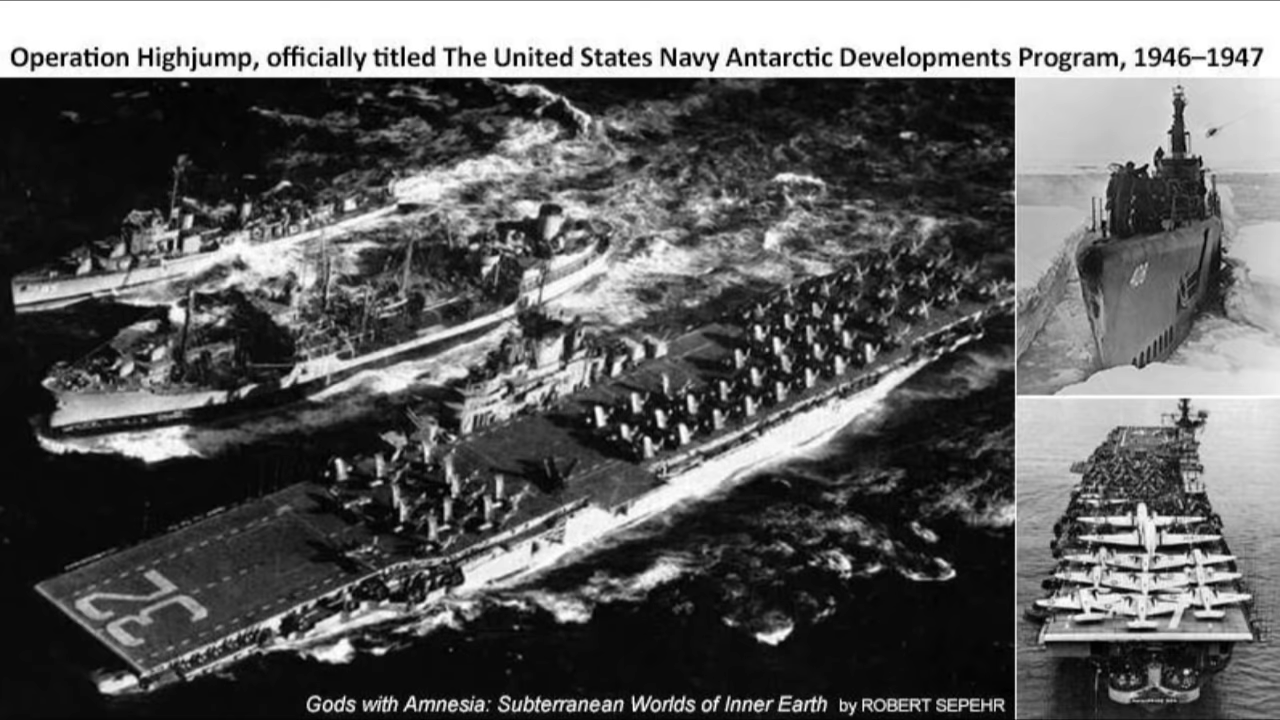 Operation Highjump, officially titled The United States Navy Antarctic Developments Program, 1946–1947
32
Gods with Amnesia: Subterranean Worlds of Inner Earth by ROBERT SEPEHR